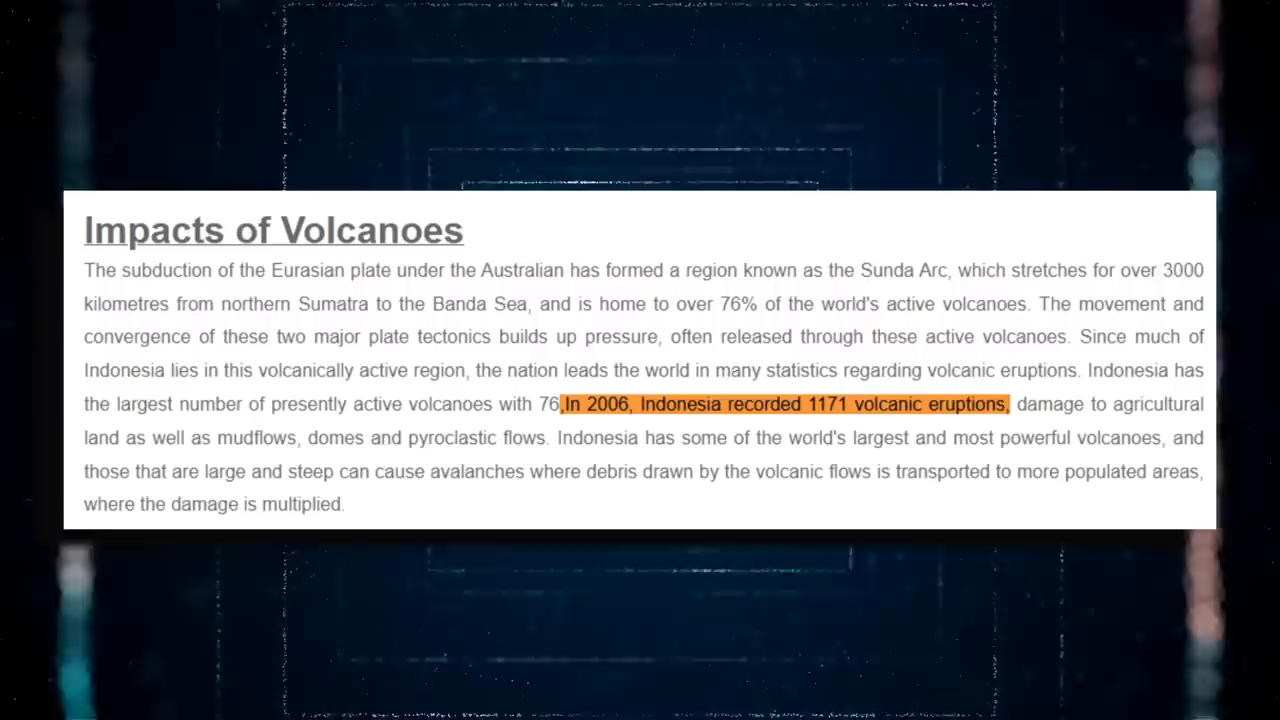 Impacts of Volcanoes
The subduction of the Eurasian plate under the Australian has formed a region known as the Sunda Arc, which stretches for over 3000
kilometres from northern Sumatra to the Banda Sea, and is home to over 76% of the world's active volcanoes. The movement and
convergence of these two major plate tectonics builds up pressure, often released through these active volcanoes. Since much of
Indonesia lies in this volcanically active region, the nation leads the world in many statistics regarding volcanic eruptions. Indonesia has
the largest number of presently active volcanoes with 76,In 2006, Indonesia recorded 1171 volcanic eruptions, damage to agricultural
land as well as mudflows, domes and pyroclastic flows. Indonesia has some of the world's largest and most powerful volcanoes, and
those that are large and steep can cause avalanches where debris drawn by the volcanic flows is transported to more populated areas,
where the damage is multiplied.